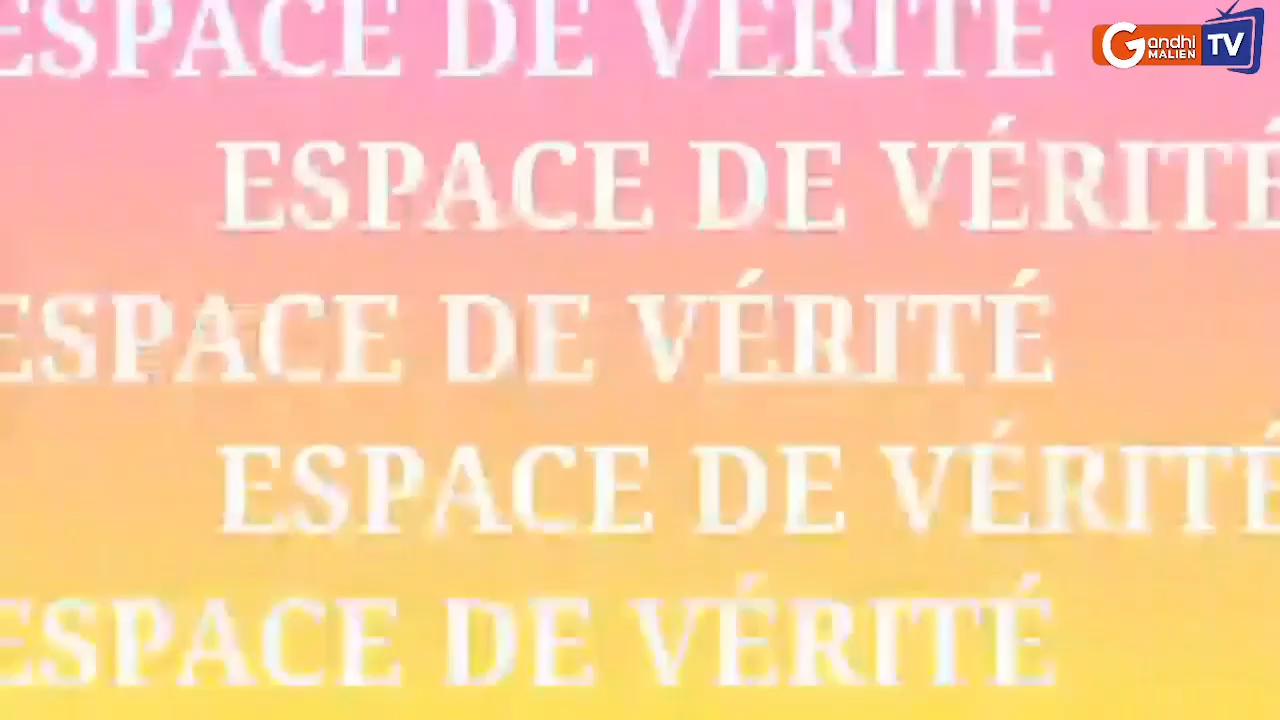 ESPACE DE VÉRITÉ
Gandhi
MALIEN
TV
ESPACE DE VÉRITÉ
ESPACE DE VÉRITÉ
ESPACE DE VÉRITÉ
ESPACE DE VÉRITÉ